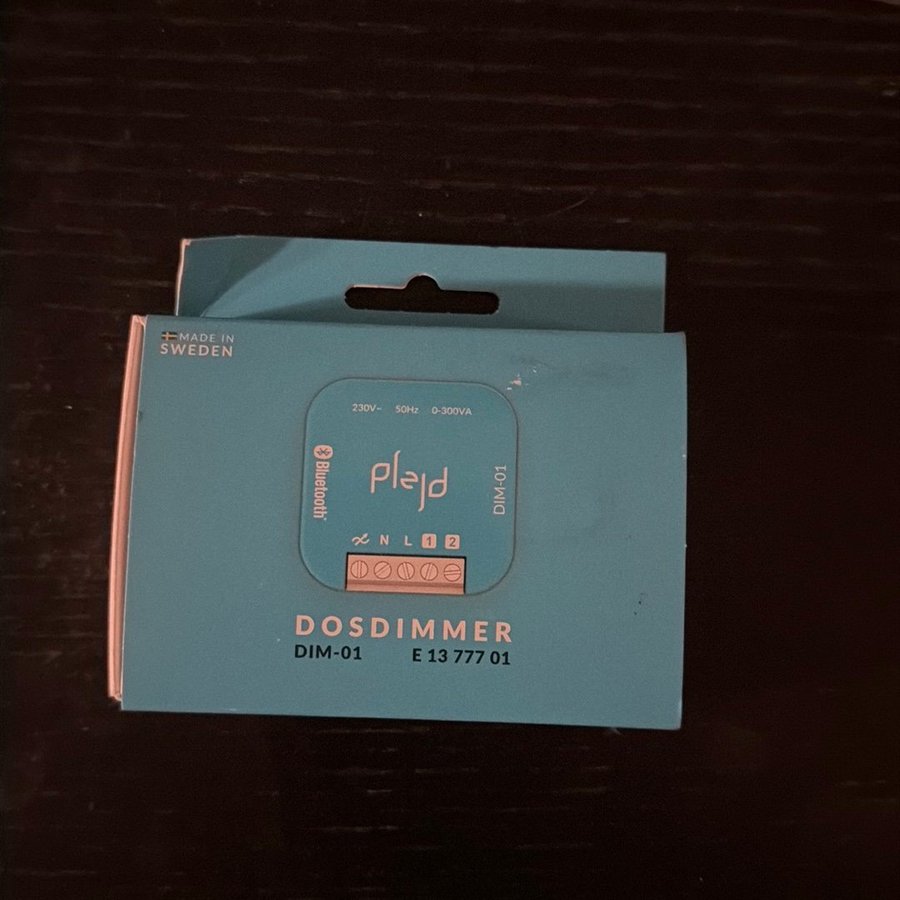 MADE IN
SWEDEN
230V~ 50Hz 0-300VA
Bluetooth
plejd
DIM-01
N L 1 2
DOSDIMMER
DIM-01 E 13 777 01